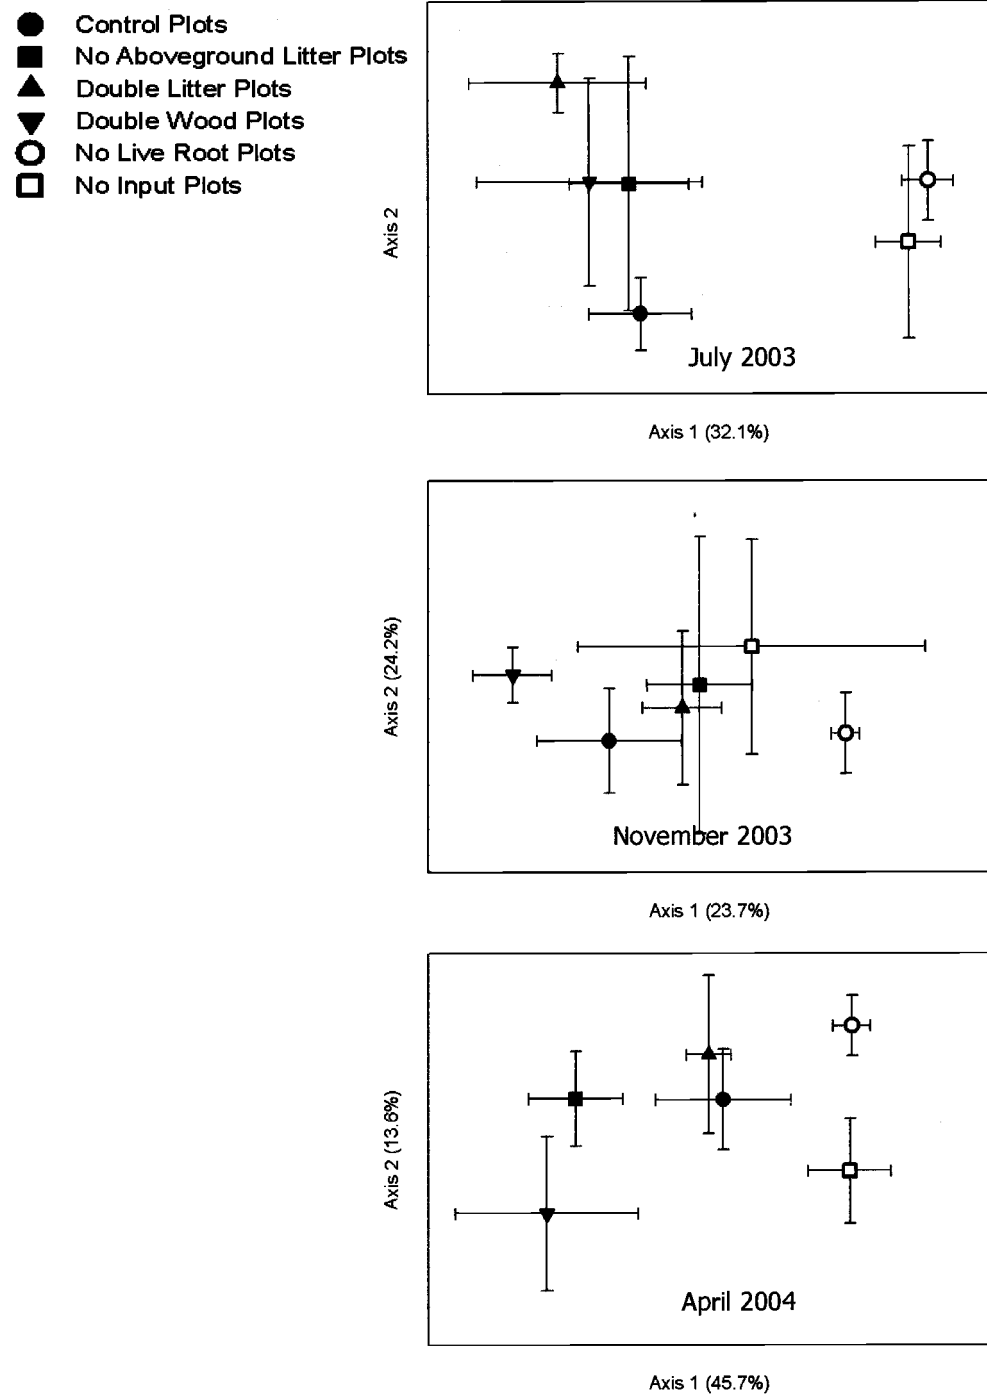 Control Plots
No Aboveground Litter Plots
Double Litter Plots
Double Wood Plots
No Live Root Plots
No Input Plots
Axis 2
July 2003
Axis 1 (32.1%)
Axis 2 (24.2%)
November 2003
Axis 1 (23.7%)
Axis 2 (13.6%)
April 2004
Axis 1 (45.7%)